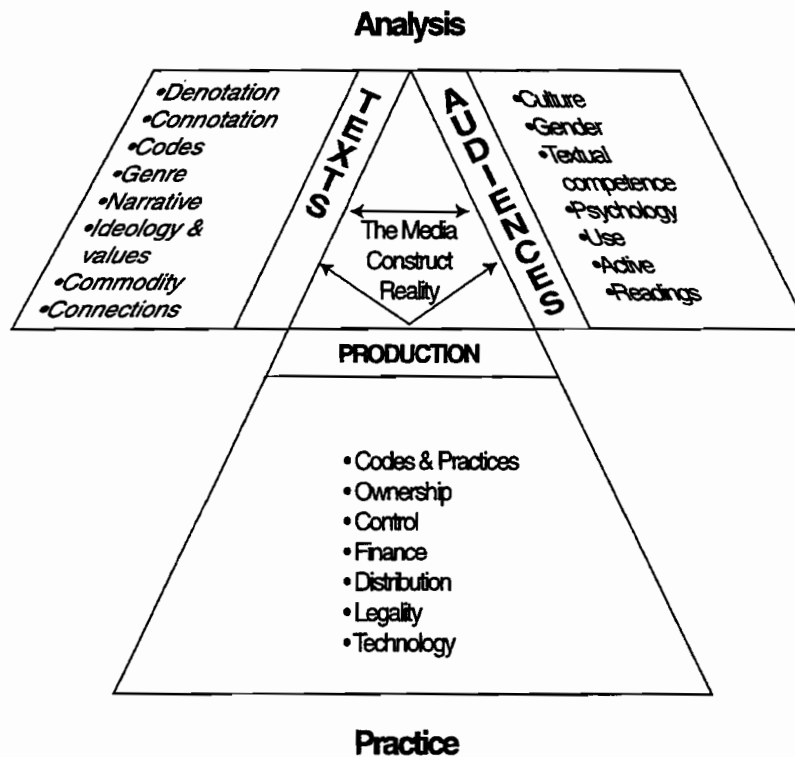 Analysis
TEXTS
•Denotation
•Connotation
•Codes
•Genre
•Narrative
•Ideology &
values
•Commodity
•Connections
AUDIENCES
•Culture
•Gender
•Textual
competence
•Psychology
•Use
•Active
•Readings
The Media
Construct
Reality
PRODUCTION
• Codes & Practices
• Ownership
• Control
• Finance
• Distribution
• Legality
• Technology
Practice